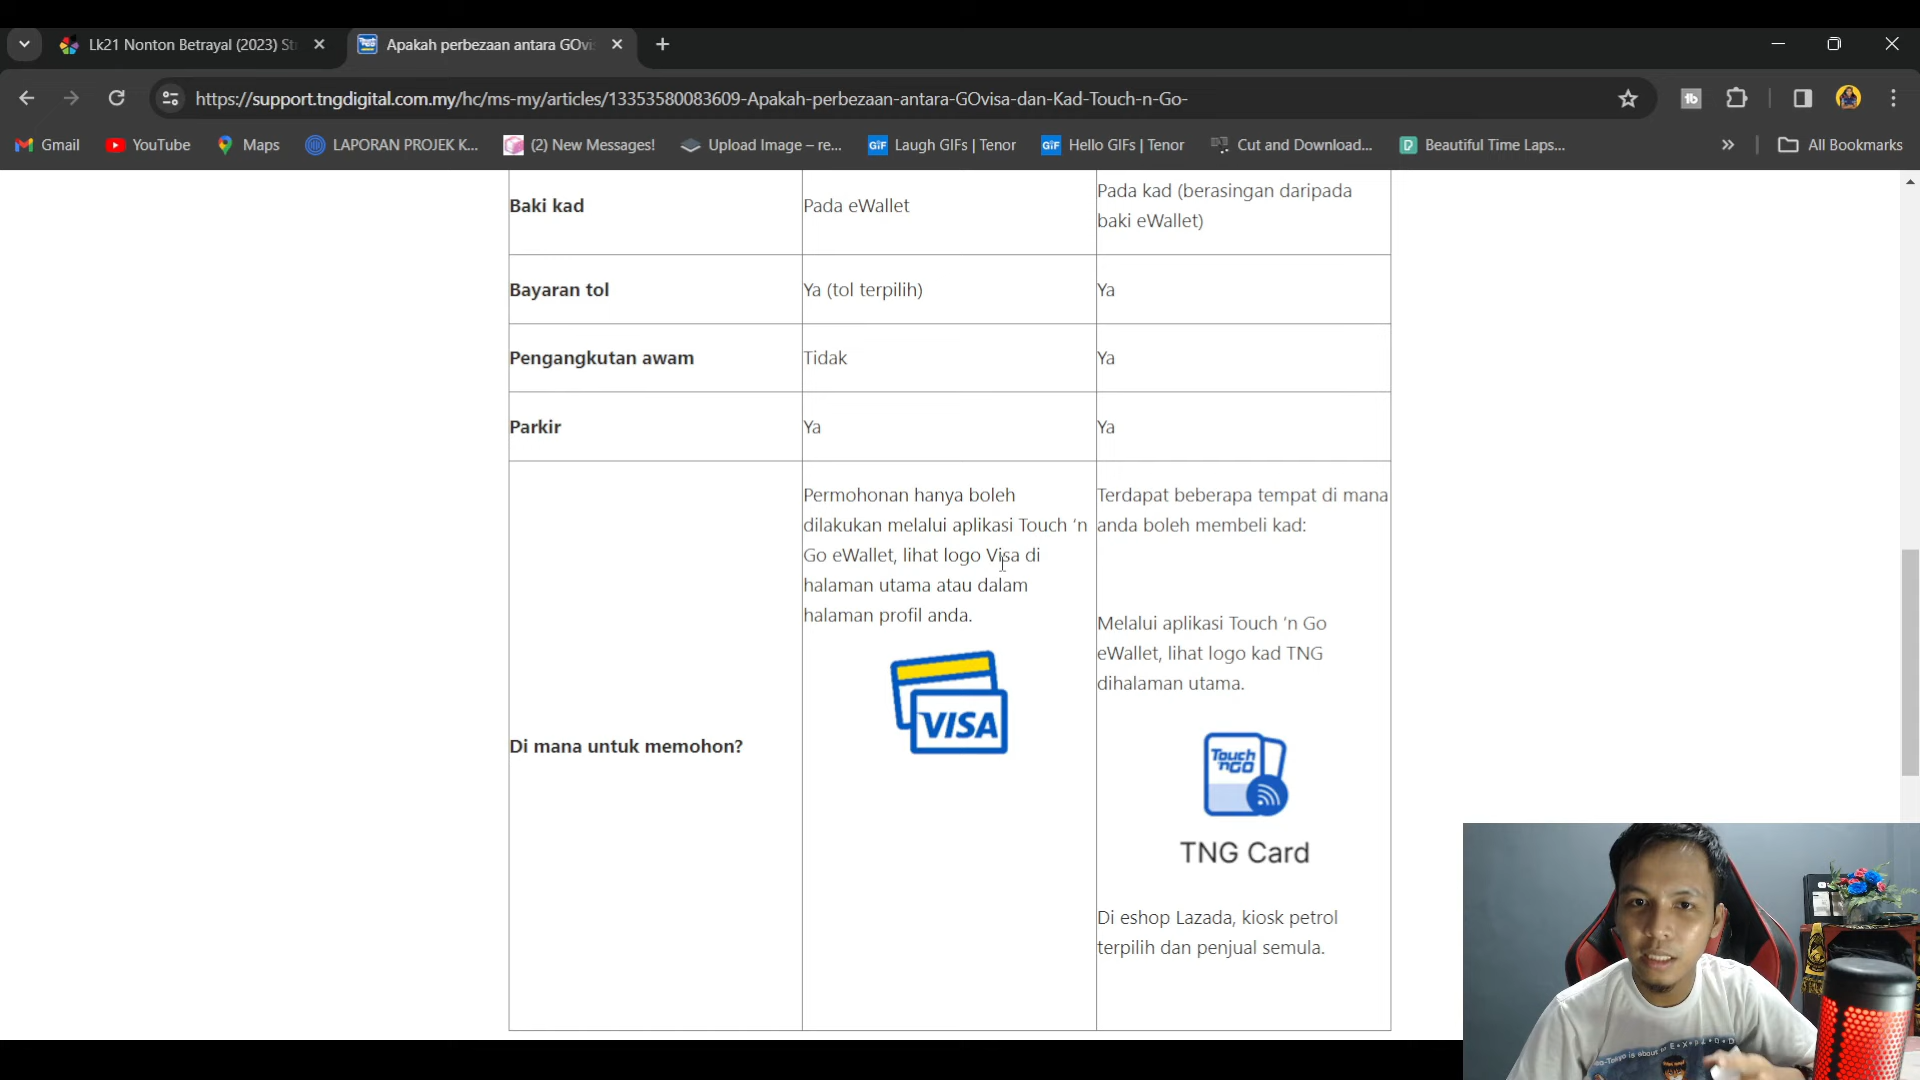 Lk21 Nonton Betrayal (2023) St
Apakah perbezaan antara GOvi
https://support.tngdigital.com.my/hc/ms-my/articles/13353580083609-Apakah-perbezaan-antara-GOvisa-dan-Kad-Touch-n-Go-
Gmail
YouTube
Maps
LAPORAN PROJEK K...
(2) New Messages!
Upload Image – re...
GIF
Laugh GIFs | Tenor
GIF
Hello GIFs | Tenor
Cut and Download...
Beautiful Time Laps...
»
All Bookmarks
Baki kad
Pada eWallet
Pada kad (berasingan daripada
baki eWallet)
Bayaran tol
Ya (tol terpilih)
Ya
Pengangkutan awam
Tidak
Ya
Parkir
Ya
Ya
Di mana untuk memohon?
Permohonan hanya boleh
dilakukan melalui aplikasi Touch ‘n
Go eWallet, lihat logo Visa di
halaman utama atau dalam
halaman profil anda.
VISA
Terdapat beberapa tempat di mana
anda boleh membeli kad:
Melalui aplikasi Touch ‘n Go
eWallet, lihat logo kad TNG
dihalaman utama.
Touch
'nGO
TNG Card
Di eshop Lazada, kiosk petrol
terpilih dan penjual semula.